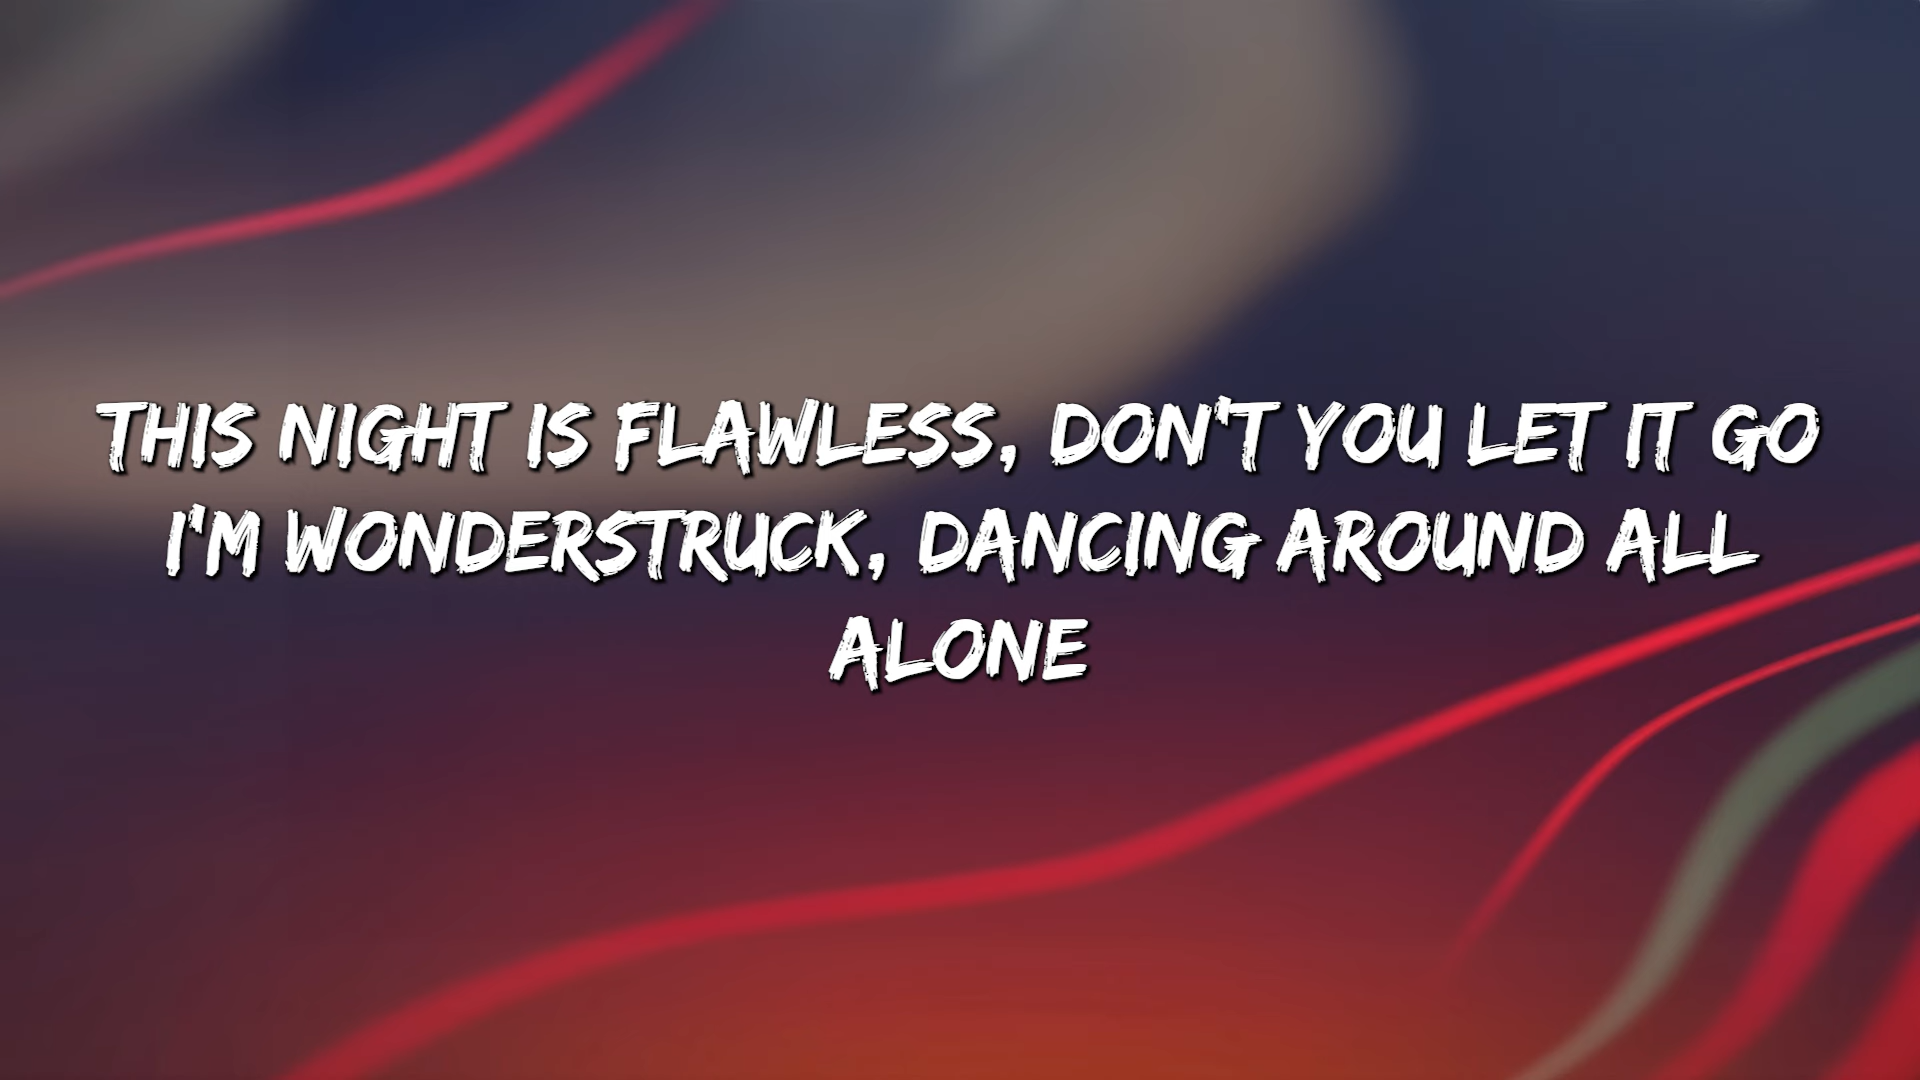 THIS NIGHT IS FLAWLESS, DON'T YOU LET IT GO
I'M WONDERSTRUCK, DANCING AROUND ALL
ALONE